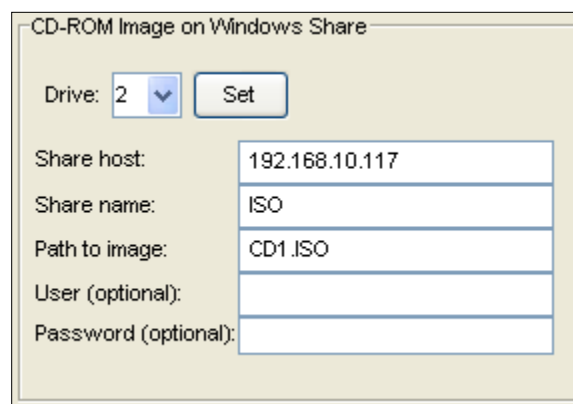 CD-ROM Image on Windows Share
Drive: 2 Set
Share host: 192.168.10.117
Share name: ISO
Path to image: CD1.ISO
User (optional):
Password (optional):